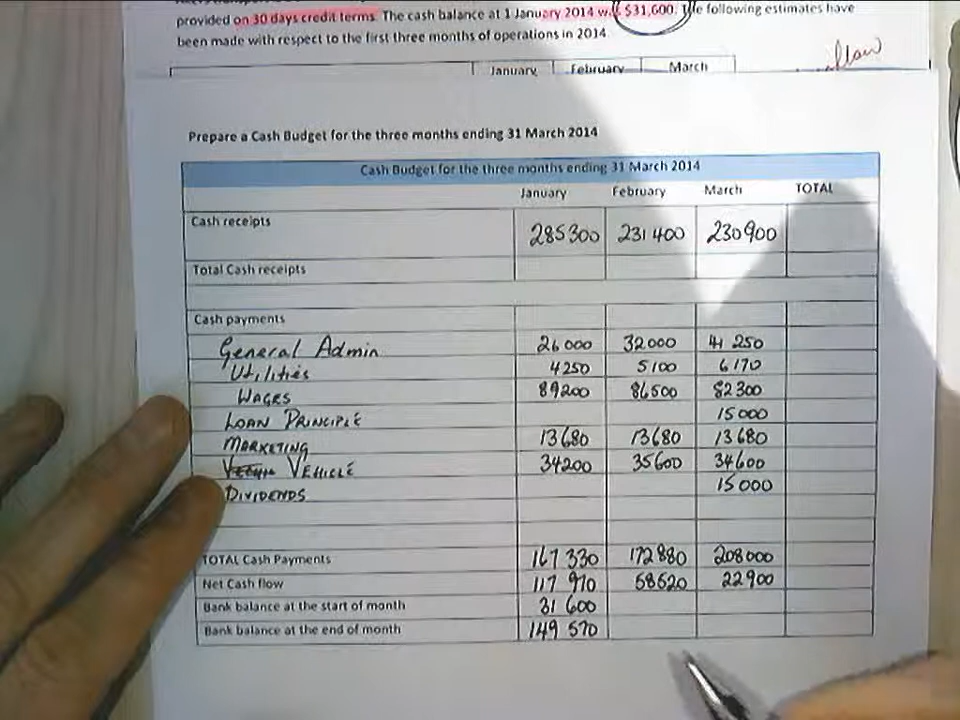 provided on 30 days credit terms. The cash balance at 1 January 2014 was $31,600. The following estimates have
been made with respect to the first three months of operations in 2014.
January February March
Prepare a Cash Budget for the three months ending 31 March 2014
Cash Budget for the three months ending 31 March 2014
January February March TOTAL
Cash receipts 285300 231400 230900
Total Cash receipts
Cash payments
General Admin 26000 32000 41250
Utilities 4250 5100 6170
WAGES 89200 86500 82300
LOAN PRINCIPLE 15000
MARKETING 13680 13680 13680
VEHICLE 34200 35600 34600
DIVIDENDS 15000
TOTAL Cash Payments 167330 172880 208000
Net Cash flow 117970 58520 22900
Bank balance at the start of month 31600
Bank balance at the end of month 149570